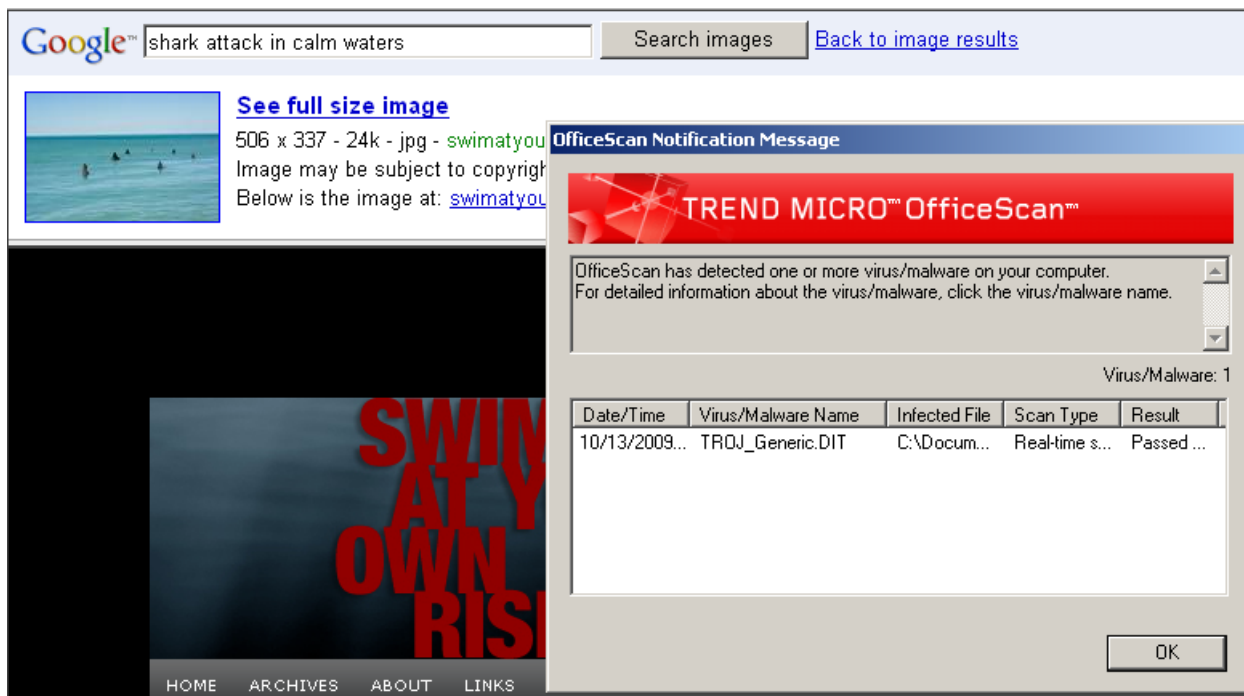 Google™ shark attack in calm waters Search images Back to image results
See full size image
506 x 337 - 24k - jpg - swimatyou
Image may be subject to copyrigh
Below is the image at: swimatyou
OfficeScan Notification Message
TREND MICRO™ OfficeScan™
OfficeScan has detected one or more virus/malware on your computer.
For detailed information about the virus/malware, click the virus/malware name.
Virus/Malware: 1
Date/Time Virus/Malware Name Infected File Scan Type Result
10/13/2009... TROJ_Generic.DIT C:\Docum... Real-time s... Passed ...
OK
SWIM
AT Y
OWN
RIS
HOME ARCHIVES ABOUT LINKS